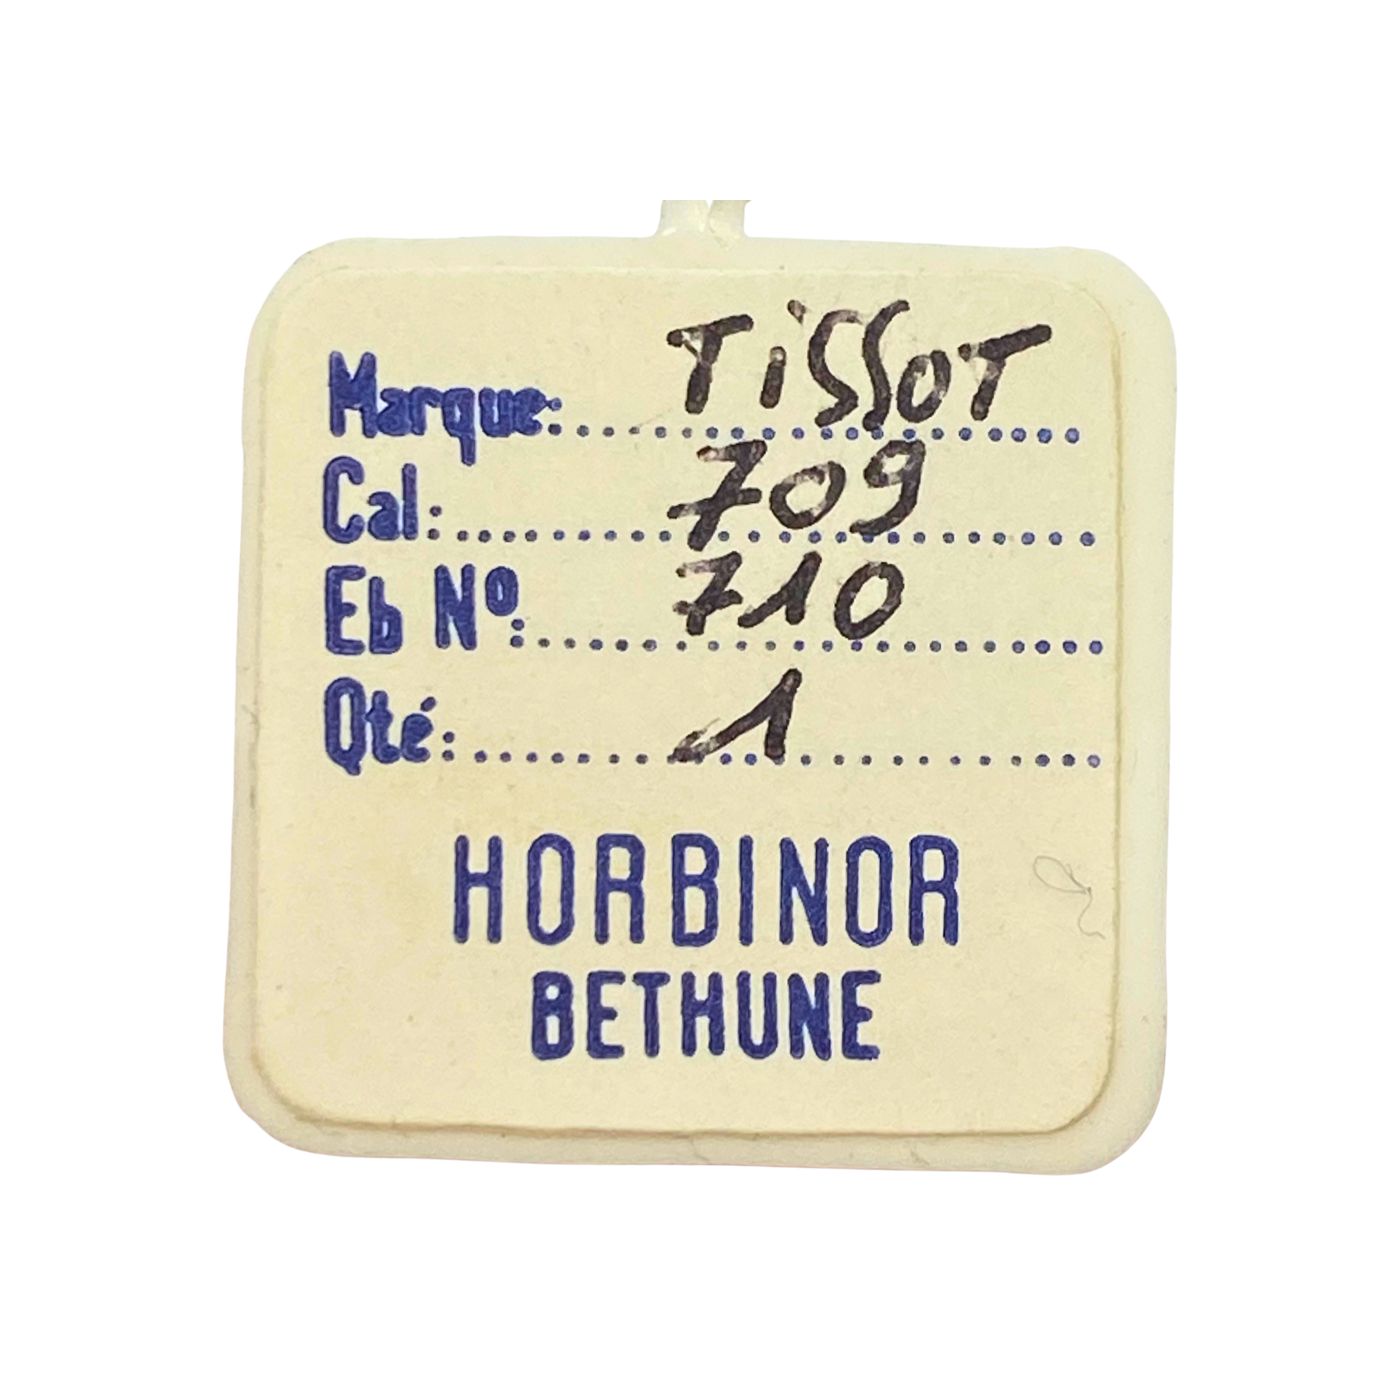 Marque: TissoT
Cal: 709
Eb Nº: 710
Qté: 1
HORBINOR
BETHUNE